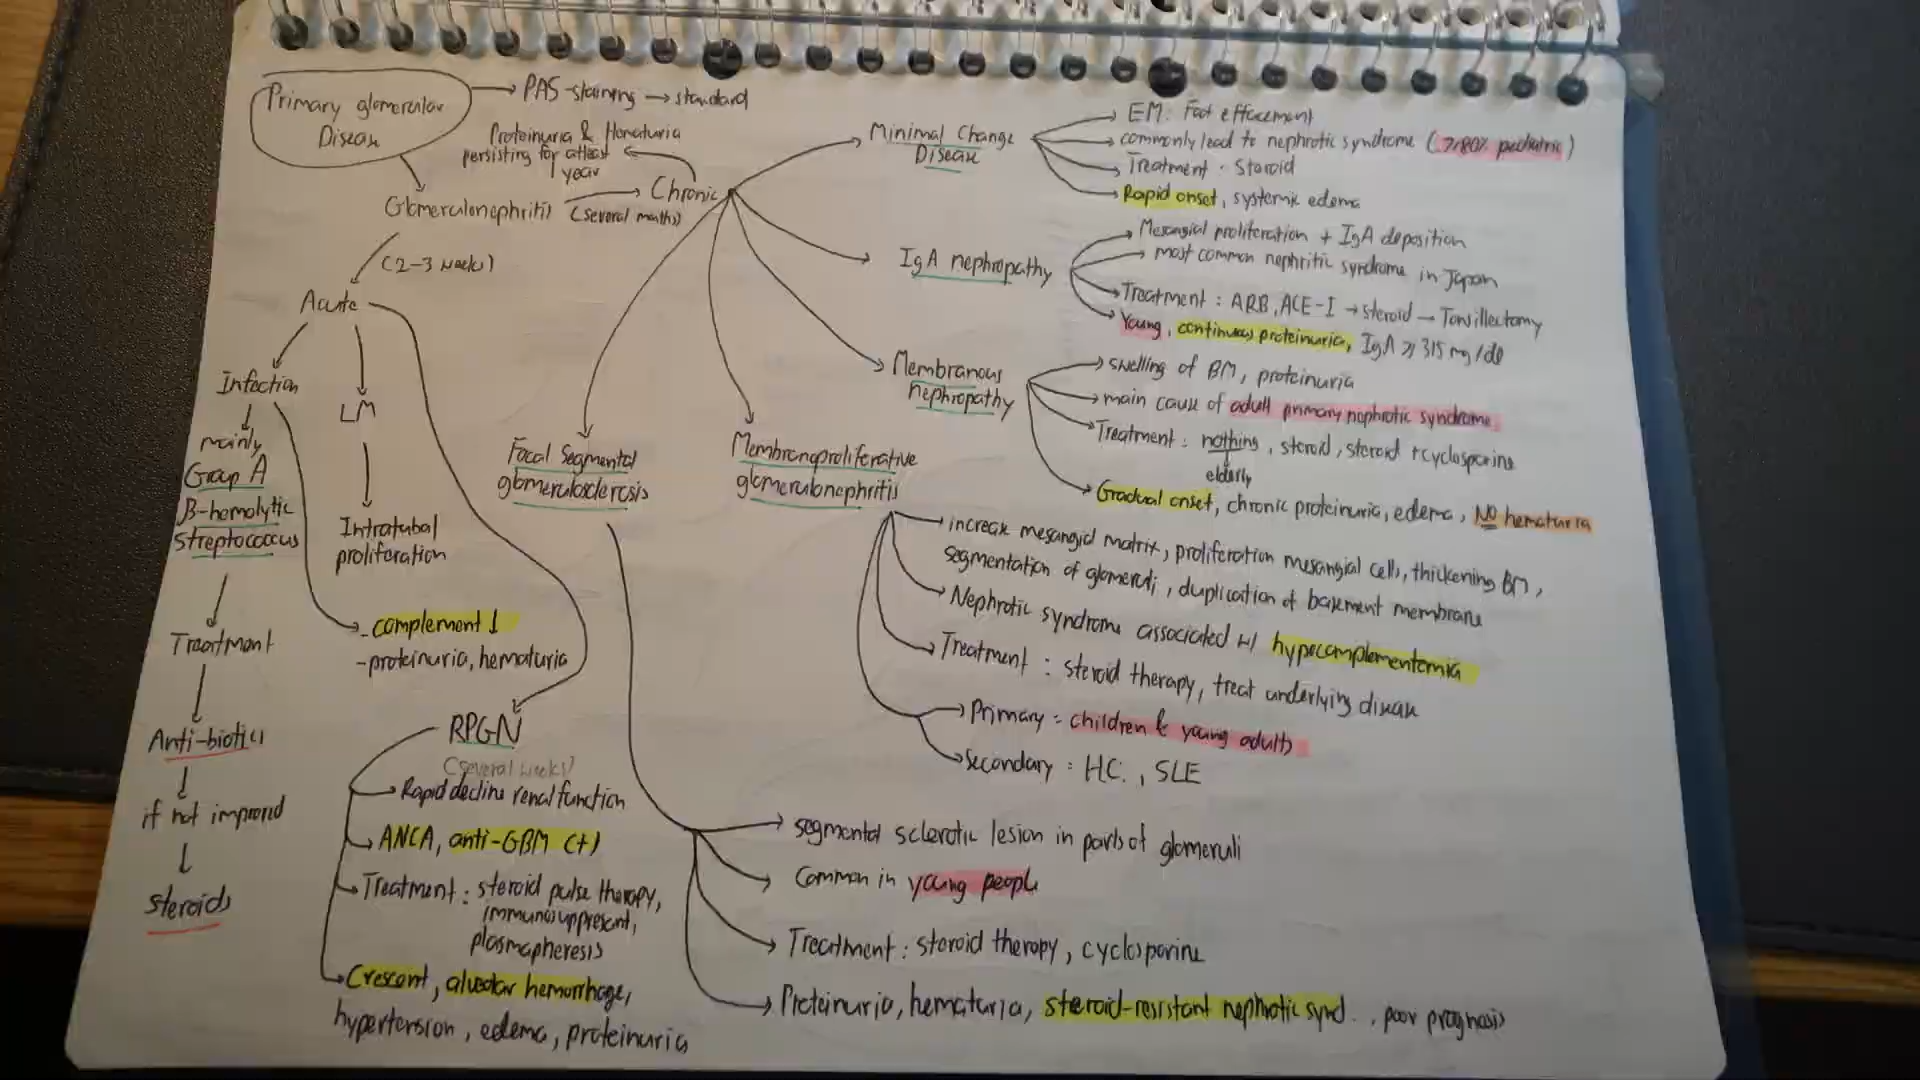 Primary glomerular
Disease
PAS-staining → standard
Proteinuria & Hematuria
persisting for atleast
year
Chronic
Glomerulonephritis
(several months)
(2-3 weeks)
Acute
Infection
mainly
Group A
β-hemolytic
streptococcus
Treatment
Anti-biotics
if not improved
steroids
LM
Intratubal
proliferation
- complement ↓
- proteinuria, hematuria
RPGN
(several weeks)
Rapid decline renal function
ANCA, anti-GBM (+)
Treatment : steroid pulse therapy,
immunosuppresant,
plasmapheresis
Crescent, alveolar hemorrhage,
hypertension, edema, proteinuria
Minimal Change
Disease
EM: Foot effacement
commonly lead to nephrotic syndrome (>80% pediatric)
Treatment : Steroid
Rapid onset, systemic edema
IgA nephropathy
Mesangial proliferation + IgA deposition
most common nephritic syndrome in Japan
Treatment : ARB, ACE-I → steroid → Tonsillectomy
Young, continuous proteinuria, IgA ≥ 315 mg/dl
Membranous
nephropathy
swelling of BM, proteinuria
main cause of adult primary nephrotic syndrome
Treatment : nothing, steroid, steroid + cyclosporine
elderly
Gradual onset, chronic proteinuria, edema, NO hematuria
Membranoproliferative
glomerulonephritis
increase mesangial matrix, proliferation mesangial cells, thickening BM,
segmentation of glomeruli, duplication of basement membrane
Nephrotic syndrome associated w/ hypocomplementemia
Treatment : steroid therapy, treat underlying disease
Primary : children & young adults
Secondary : HC. , SLE
Focal Segmental
glomerulosclerosis
segmental sclerotic lesion in parts of glomeruli
Common in young people
Treatment : steroid therapy, cyclosporine
Proteinuria, hematuria, steroid-resistant nephrotic synd.., poor prognosis